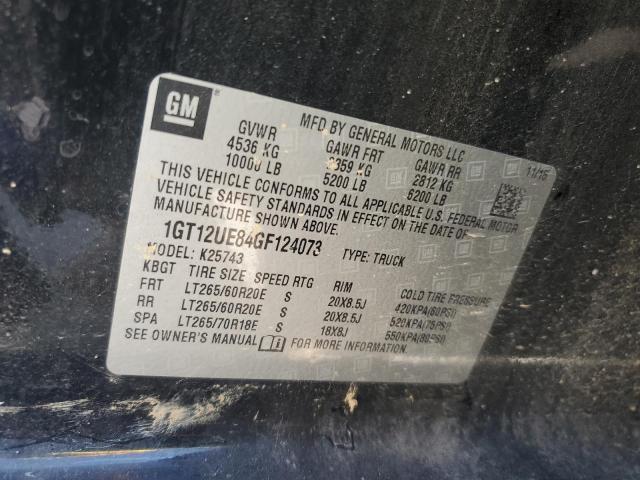 GM
MFD BY GENERAL MOTORS LLC
GVWR GAWR FRT GAWR RR 11/15
4536 KG 2359 KG 2812 KG
10000 LB 5200 LB 6200 LB
THIS VEHICLE CONFORMS TO ALL APPLICABLE U.S. FEDERAL MOTOR
VEHICLE SAFETY STANDARDS IN EFFECT ON THE DATE OF
MANUFACTURE SHOWN ABOVE.
1GT12UE84GF124073 TYPE: TRUCK
MODEL: K25743
KBGT TIRE SIZE SPEED RTG RIM COLD TIRE PRESSURE
FRT LT265/60R20E S 20X8.5J 420KPA(60PSI)
RR LT265/60R20E S 20X8.5J 520KPA(75PSI)
SPA LT265/70R18E S 18X8J 550KPA(80PSI)
SEE OWNER'S MANUAL FOR MORE INFORMATION.